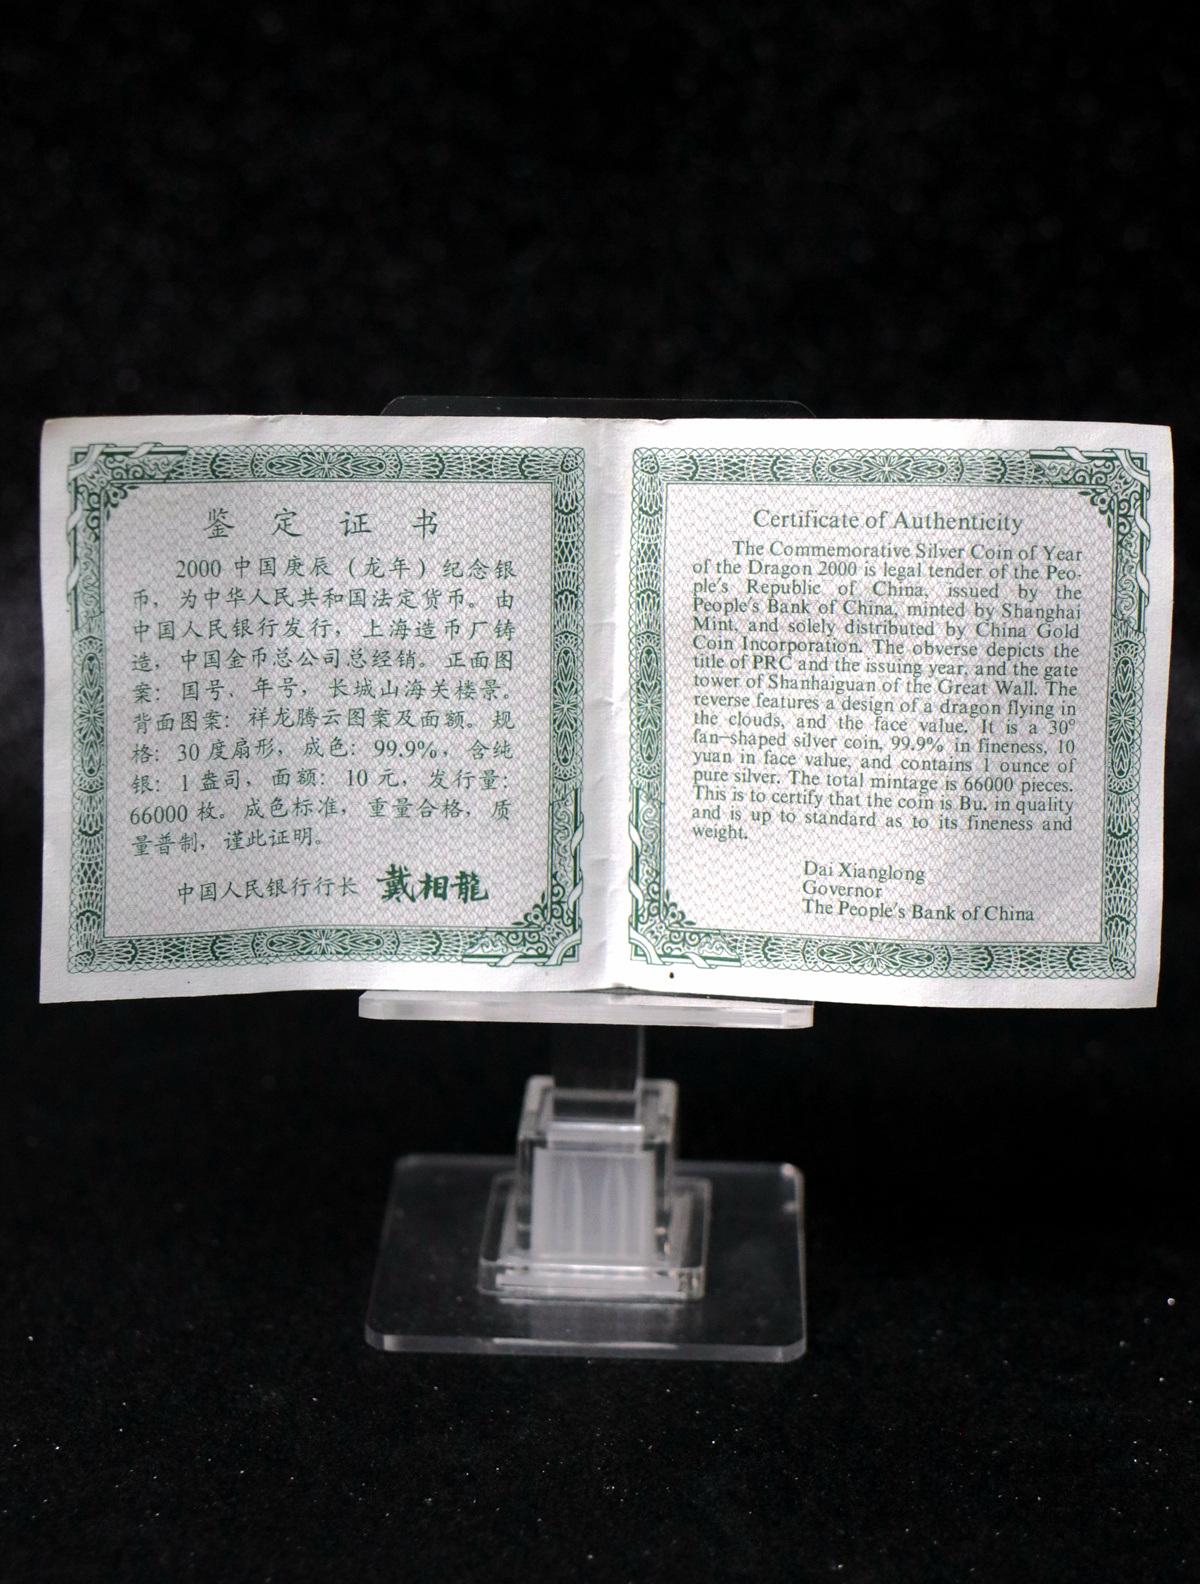 鉴定证书
2000 中国庚辰（龙年）纪念银
币，为中华人民共和国法定货币。由
中国人民银行发行，上海造币厂铸
造，中国金币总公司总经销。正面图
案：国号、年号，长城山海关楼景。
背面图案：祥龙腾云图案及面额。规
格：30 度扇形，成色：99.9%，含纯
银：1 盎司，面额：10 元，发行量：
66000 枚。成色标准，重量合格，质
量普制，谨此证明。
中国人民银行行长 戴相龍
Certificate of Authenticity
The Commemorative Silver Coin of Year
of the Dragon 2000 is legal tender of the Peo-
ple's Republic of China, issued by the
People's Bank of China, minted by Shanghai
Mint, and solely distributed by China Gold
Coin Incorporation. The obverse depicts the
title of PRC and the issuing year, and the gate
tower of Shanhaiguan of the Great Wall. The
reverse features a design of a dragon flying in
the clouds, and the face value. It is a 30°
fan-shaped silver coin, 99.9% in fineness, 10
yuan in face value, and contains 1 ounce of
pure silver. The total mintage is 66000 pieces.
This is to certify that the coin is Bu. in quality
and is up to standard as to its fineness and
weight.
Dai Xianglong
Governor
The People's Bank of China